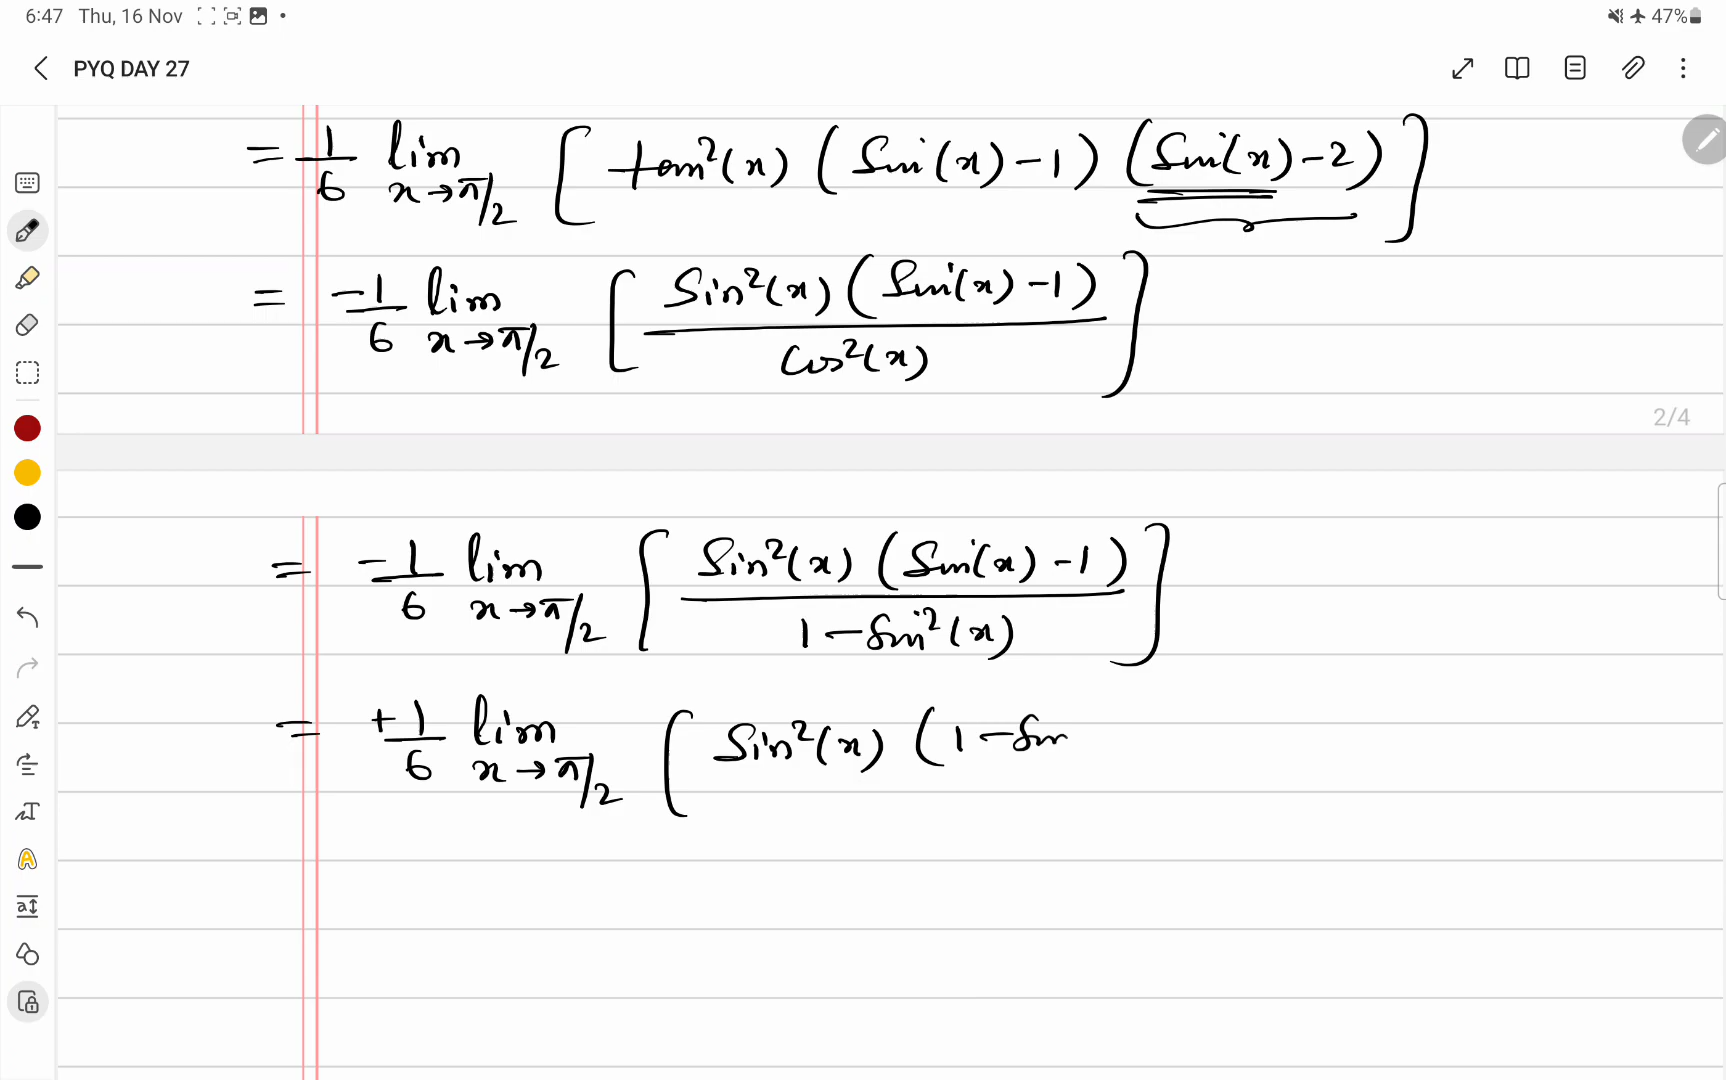 6:47 Thu, 16 Nov 47%
PYQ DAY 27
= 1/6 lim x→π/2 [ tan²(x) (Sin(x) - 1) (Sin(x) - 2) ]
= -1/6 lim x→π/2 [ Sin²(x) (Sin(x) - 1) / Cos²(x) ]
2/4
= -1/6 lim x→π/2 [ Sin²(x) (Sin(x) - 1) / 1 - Sin²(x) ]
= +1/6 lim x→π/2 [ Sin²(x) (1 - Sin